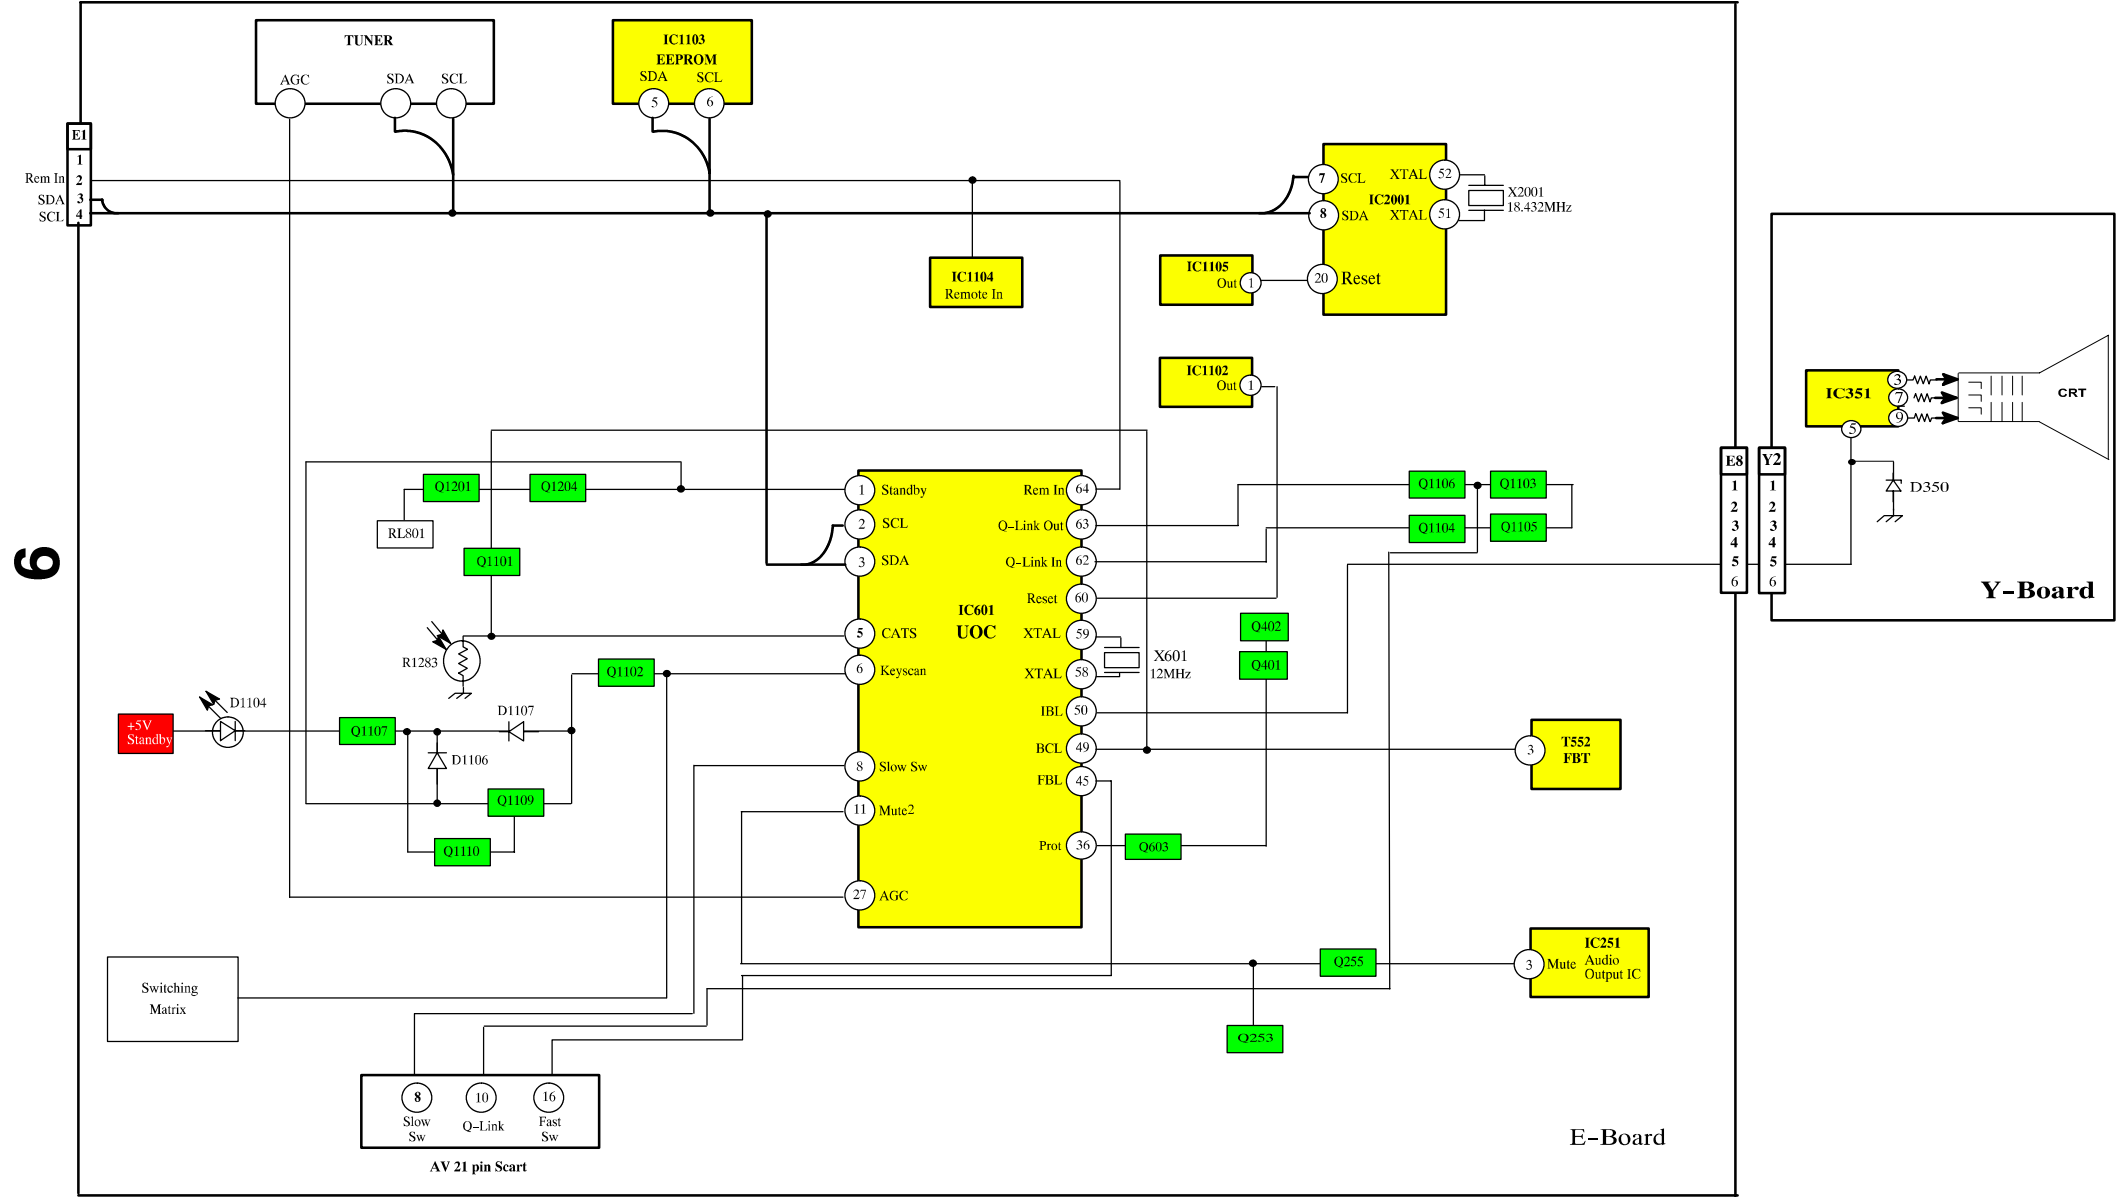 TUNER
AGC
SDA
SCL
IC1103
EEPROM
SDA
SCL
5
6
E1
1
Rem In
2
SDA
3
SCL
4
IC1104
Remote In
7
SCL
8
SDA
IC2001
XTAL
52
XTAL
51
X2001
18.432MHz
20
Reset
IC1105
Out
1
IC1102
Out
1
IC351
3
7
9
5
CRT
D350
E8
1
2
3
4
5
6
Y2
1
2
3
4
5
6
Y-Board
6
Q1201
Q1204
RL801
Q1101
R1283
Q1102
+5V
Standby
D1104
Q1107
D1107
D1106
Q1109
Q1110
IC601
UOC
1
Standby
2
SCL
3
SDA
5
CATS
6
Keyscan
8
Slow Sw
11
Mute2
27
AGC
Rem In
64
Q-Link Out
63
Q-Link In
62
Reset
60
XTAL
59
XTAL
58
IBL
50
BCL
49
FBL
45
Prot
36
X601
12MHz
Q1106
Q1103
Q1104
Q1105
Q402
Q401
Q603
3
T552
FBT
3
Mute
IC251
Audio
Output IC
Q255
Q253
Switching
Matrix
8
Slow
Sw
10
Q-Link
16
Fast
Sw
AV 21 pin Scart
E-Board